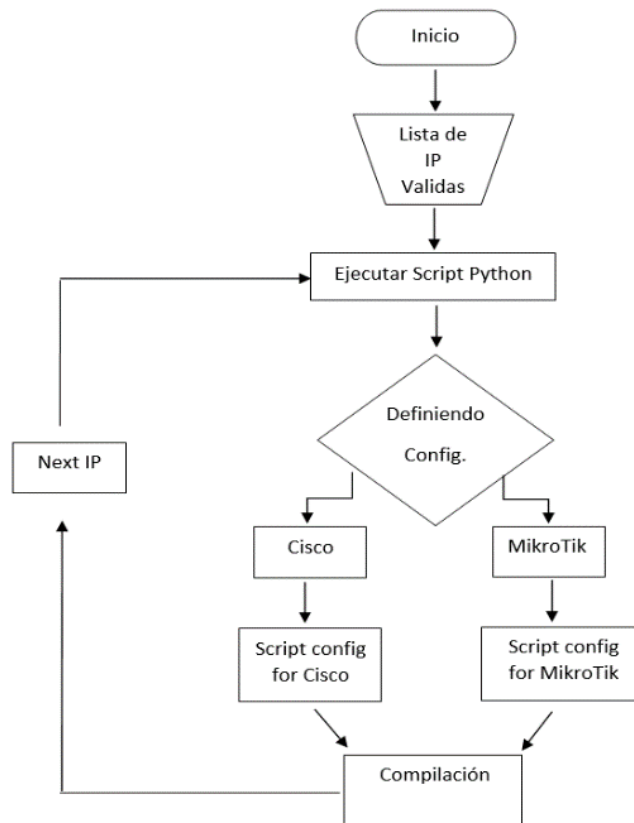 Inicio
Lista de
IP
Validas
Ejecutar Script Python
Definiendo
Config.
Next IP
Cisco
MikroTik
Script config
for Cisco
Script config
for MikroTik
Compilación